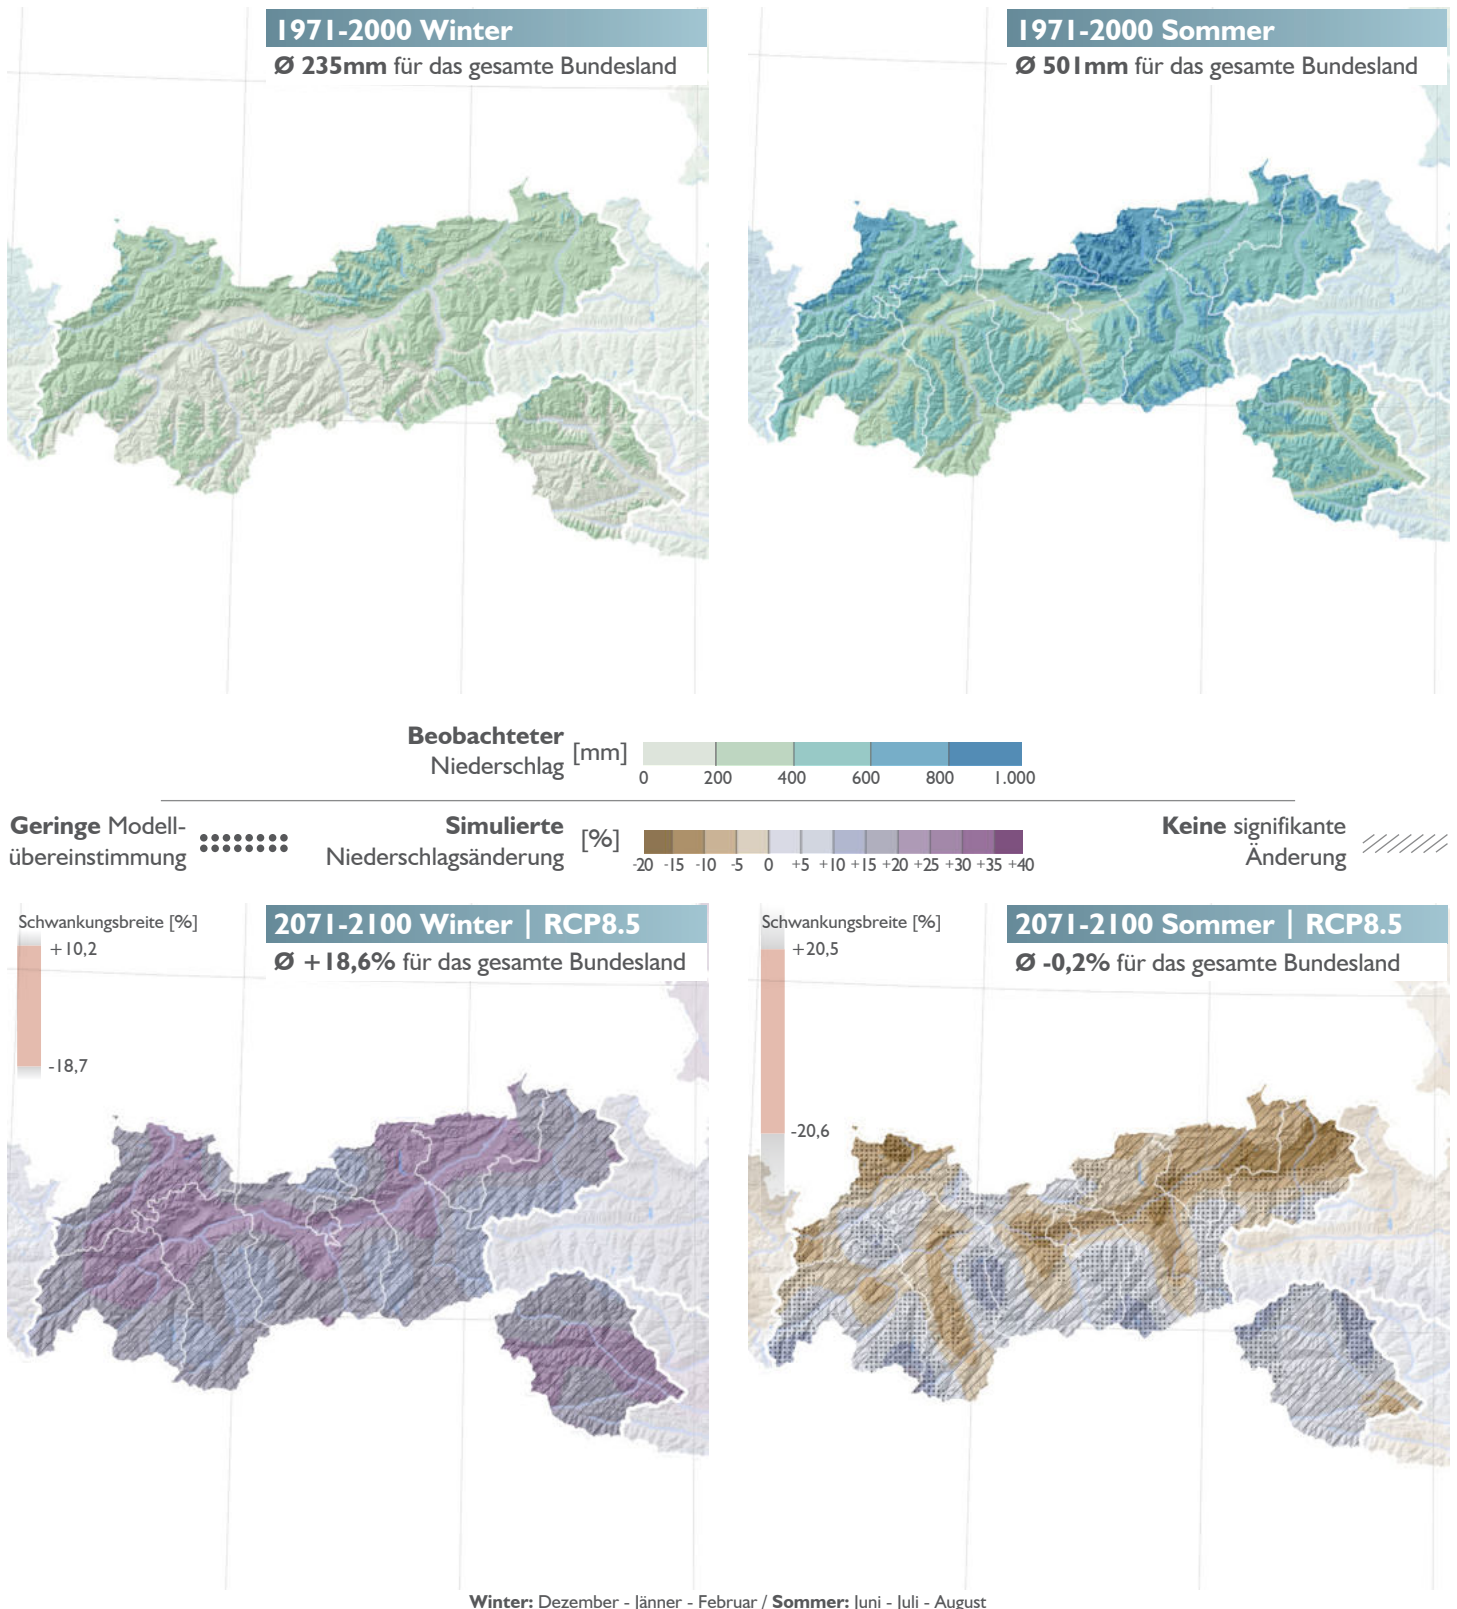 1971-2000 Winter
Ø 235mm für das gesamte Bundesland
1971-2000 Sommer
Ø 501mm für das gesamte Bundesland
Beobachteter
Niederschlag
[mm]
0 200 400 600 800 1.000
Geringe Modell-
übereinstimmung
Simulierte
Niederschlagsänderung
[%]
-20 -15 -10 -5 0 +5 +10 +15 +20 +25 +30 +35 +40
Keine signifikante
Änderung
Schwankungsbreite [%]
+10,2
-18,7
2071-2100 Winter | RCP8.5
Ø +18,6% für das gesamte Bundesland
Schwankungsbreite [%]
+20,5
-20,6
2071-2100 Sommer | RCP8.5
Ø -0,2% für das gesamte Bundesland
Winter: Dezember - Jänner - Februar / Sommer: Juni - Juli - August